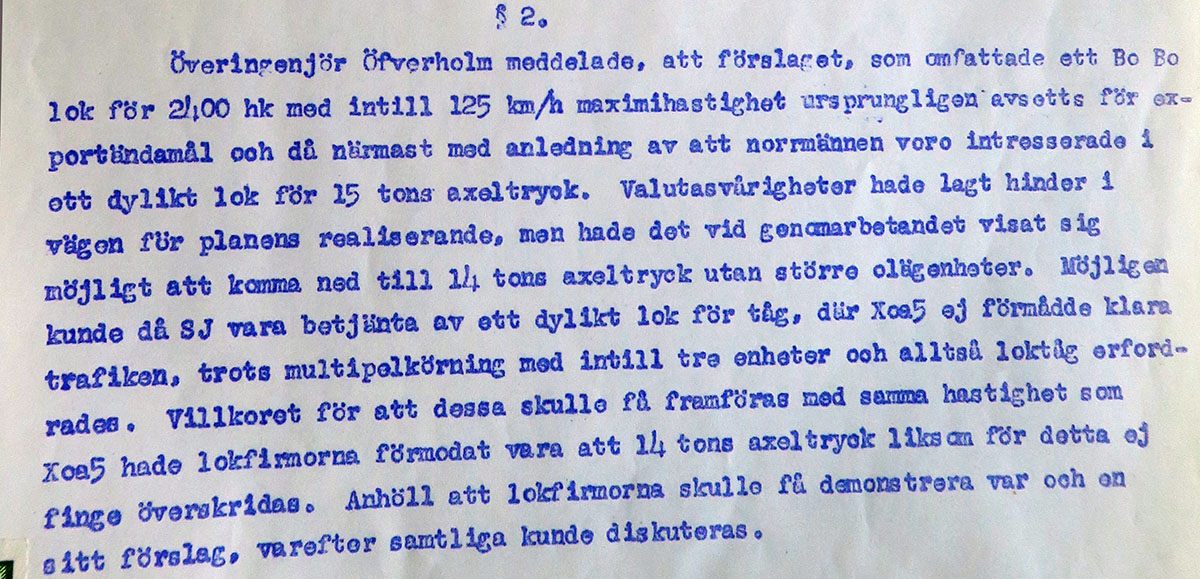 § 2.
Överingenjör Öfverholm meddelade, att förslaget, som omfattade ett Bo Bo
lok för 2400 hk med intill 125 km/h maximihastighet ursprungligen avsetts för ex-
portändamål och då närmast med anledning av att norrmännen voro intresserade i
ett dylikt lok för 15 tons axeltryck. Valutasvårigheter hade lagt hinder i
vägen för planens realiserande, men hade det vid genomarbetandet visat sig
möjligt att komma ned till 14 tons axeltryck utan större olägenheter. Möjligen
kunde då SJ vara betjänta av ett dylikt lok för tåg, där Xoa5 ej förmådde klara
trafiken, trots multipelkörning med intill tre enheter och alltså loktåg erford-
rades. Villkoret för att dessa skulle få framföras med samma hastighet som
Xoa5 hade lokfirmorna förmodat vara att 14 tons axeltryck liksom för detta ej
finge överskridas. Anhöll att lokfirmorna skulle få demonstrera var och en
sitt förslag, varefter samtliga kunde diskuteras.